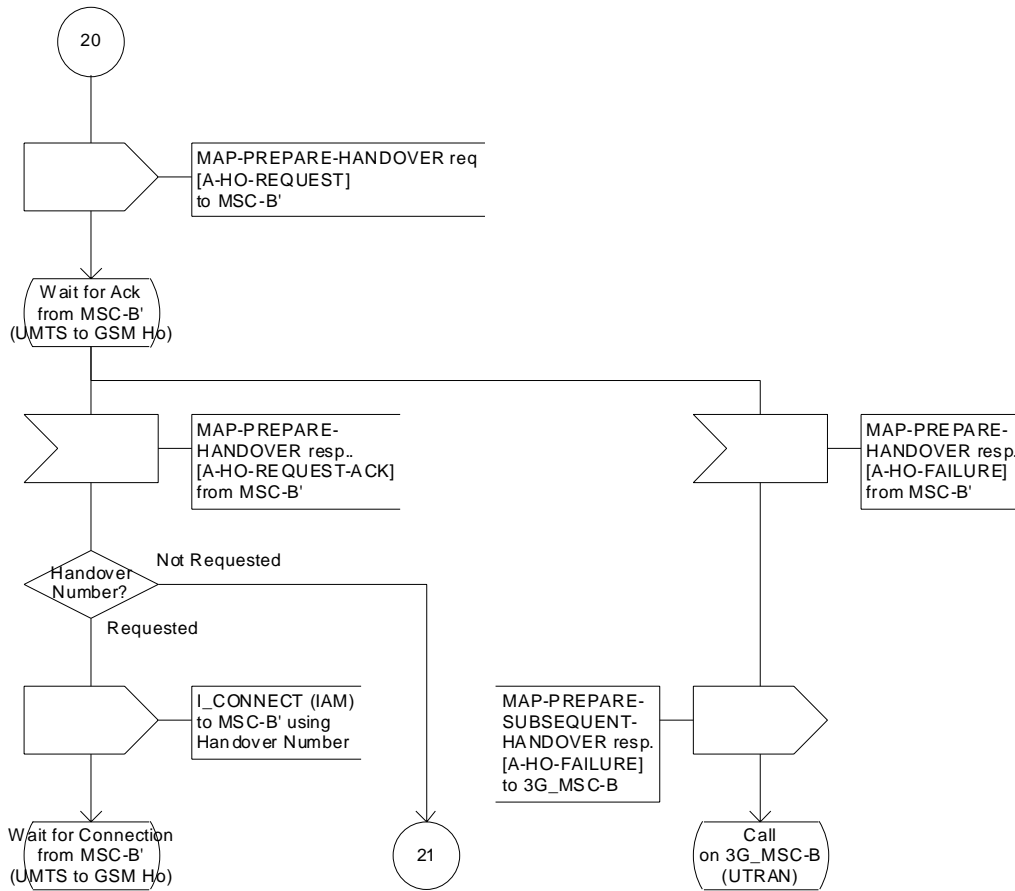 20
MAP-PREPARE-HANDOVER req
[A-HO-REQUEST]
to MSC-B'
Wait for Ack
from MSC-B'
(UMTS to GSM Ho)
MAP-PREPARE-
HANDOVER resp..
[A-HO-REQUEST-ACK]
from MSC-B'
MAP-PREPARE-
HANDOVER resp.
[A-HO-FAILURE]
from MSC-B'
Handover
Number?
Not Requested
Requested
I_CONNECT (IAM)
to MSC-B' using
Handover Number
MAP-PREPARE-
SUBSEQUENT-
HANDOVER resp.
[A-HO-FAILURE]
to 3G_MSC-B
Wait for Connection
from MSC-B'
(UMTS to GSM Ho)
21
Call
on 3G_MSC-B
(UTRAN)